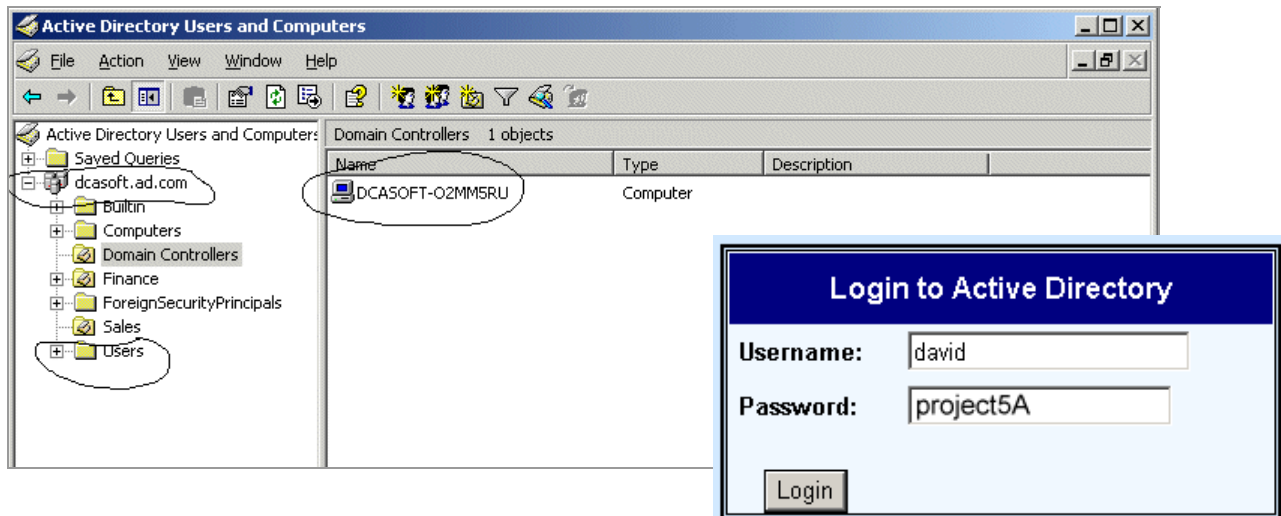 Active Directory Users and Computers
File Action View Window Help
Active Directory Users and Computers Domain Controllers 1 objects
Saved Queries Name Type Description
dcasoft.ad.com DCASOFT-O2MM5RU Computer
Builtin
Computers
Domain Controllers
Finance
ForeignSecurityPrincipals
Sales
Users
Login to Active Directory
Username: david
Password: project5A
Login